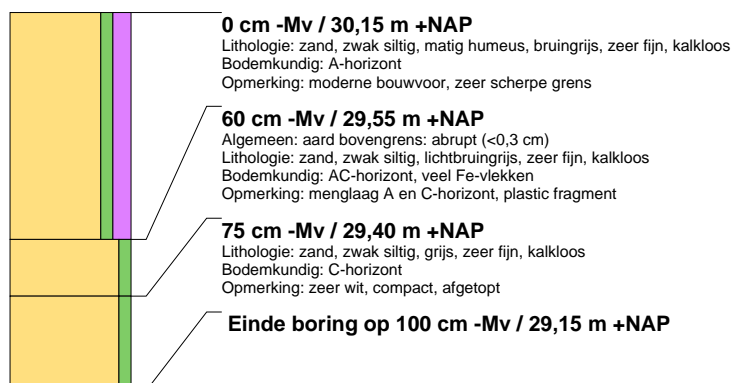 0 cm -Mv / 30,15 m +NAP
Lithologie: zand, zwak siltig, matig humeus, bruingrijs, zeer fijn, kalkloos
Bodemkundig: A-horizont
Opmerking: moderne bouwvoor, zeer scherpe grens
60 cm -Mv / 29,55 m +NAP
Algemeen: aard bovengrens: abrupt (<0,3 cm)
Lithologie: zand, zwak siltig, lichtbruingrijs, zeer fijn, kalkloos
Bodemkundig: AC-horizont, veel Fe-vlekken
Opmerking: menglaag A en C-horizont, plastic fragment
75 cm -Mv / 29,40 m +NAP
Lithologie: zand, zwak siltig, grijs, zeer fijn, kalkloos
Bodemkundig: C-horizont
Opmerking: zeer wit, compact, afgetopt
Einde boring op 100 cm -Mv / 29,15 m +NAP